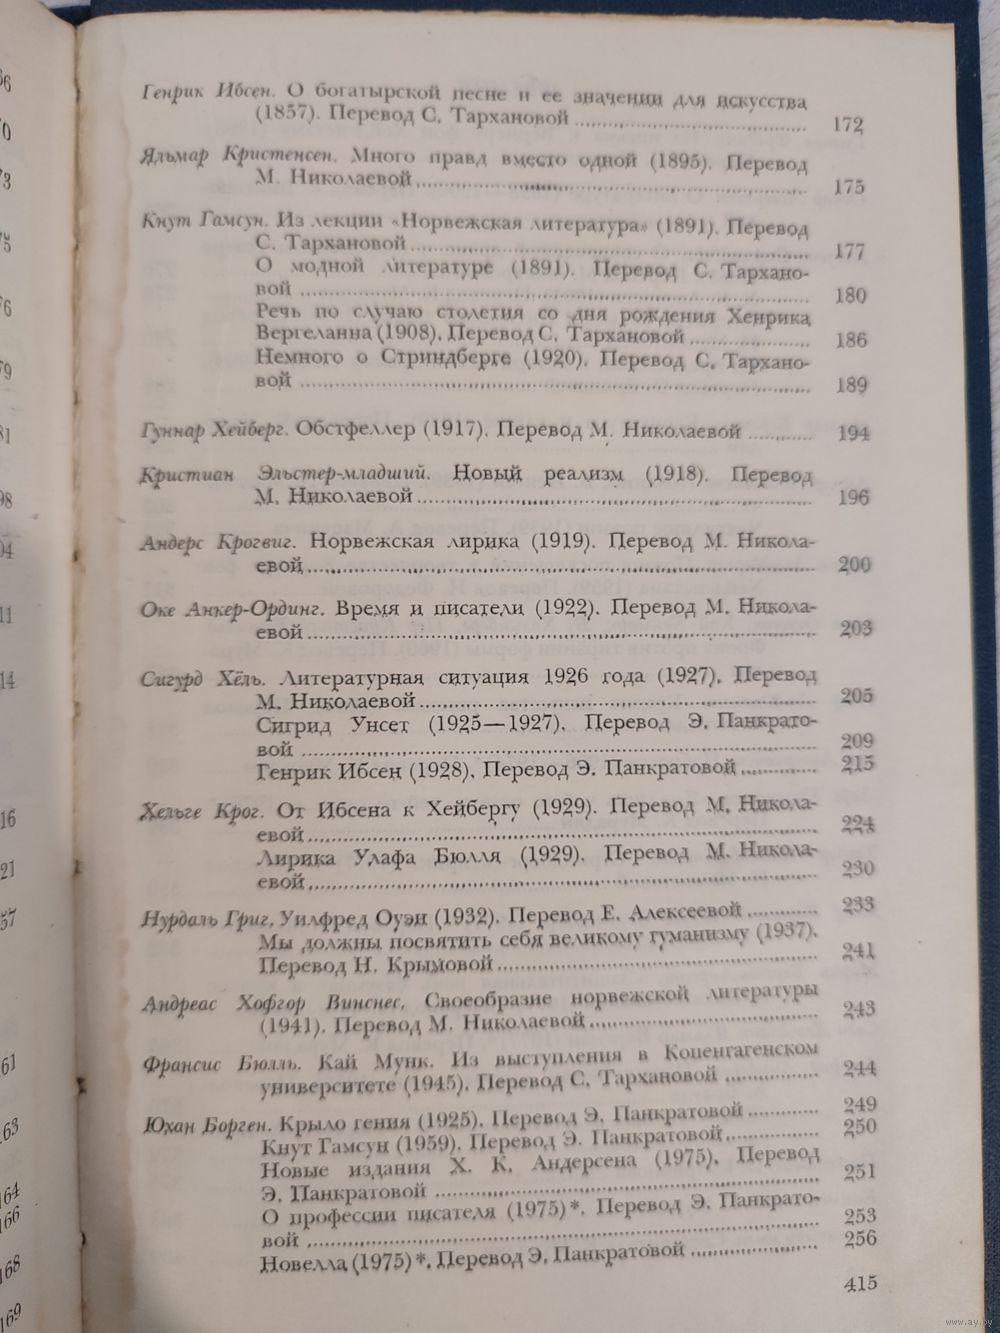 Генрик Ибсен. О богатырской песне и ее значении для искусства
(1857). Перевод С. Тархановой .......... 172
Яльмар Кристенсен. Много правд вместо одной (1895). Перевод
М. Николаевой .......... 175
Кнут Гамсун. Из лекции «Норвежская литература» (1891). Перевод
С. Тархановой .......... 177
О модной литературе (1891). Перевод С. Тархано-
вой .......... 180
Речь по случаю столетия со дня рождения Хенрика
Вергеланна (1908). Перевод С. Тархановой .......... 186
Немного о Стриндберге (1920). Перевод С. Тархано-
вой .......... 189
Гуннар Хейберг. Обстфеллер (1917). Перевод М. Николаевой .......... 194
Кристиан Эльстер-младший. Новый реализм (1918). Перевод
М. Николаевой .......... 196
Андерс Крогвиг. Норвежская лирика (1919). Перевод М. Никола-
евой .......... 200
Оке Анкер-Ординг. Время и писатели (1922). Перевод М. Никола-
евой .......... 203
Сигурд Хёль. Литературная ситуация 1926 года (1927). Перевод
М. Николаевой .......... 205
Сигрид Унсет (1925—1927). Перевод Э. Панкрато-
вой .......... 209
Генрик Ибсен (1928). Перевод Э. Панкратовой .......... 215
Хельге Крог. От Ибсена к Хейбергу (1929). Перевод М. Никола-
евой .......... 224
Лирика Улафа Бюлля (1929). Перевод М. Никола-
евой .......... 230
Нурдаль Григ. Уилфред Оуэн (1932). Перевод Е. Алексеевой .......... 233
Мы должны посвятить себя великому гуманизму (1937).
Перевод Н. Крымовой .......... 241
Андреас Хофгор Винснес. Своеобразие норвежской литературы
(1941). Перевод М. Николаевой .......... 243
Франсис Бюлль. Кай Мунк. Из выступления в Копенгагенском
университете (1945). Перевод С. Тархановой .......... 244
Юхан Борген. Крыло гения (1925). Перевод Э. Панкратовой .......... 249
Кнут Гамсун (1959). Перевод Э. Панкратовой .......... 250
Новые издания Х. К. Андерсена (1975). Перевод
Э. Панкратовой .......... 251
О профессии писателя (1975)*. Перевод Э. Панкрато-
вой .......... 253
Новелла (1975)*. Перевод Э. Панкратовой .......... 256
415
www.ay.by